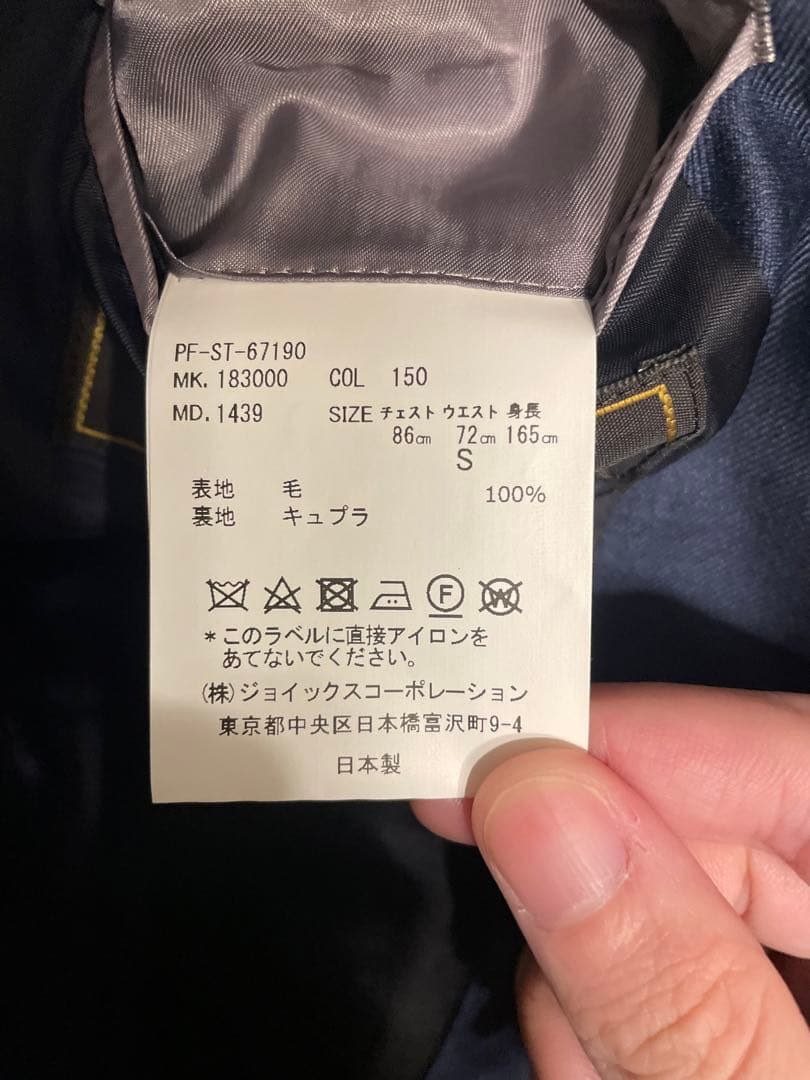 PF-ST-67190
MK. 183000 COL 150
MD. 1439 SIZE チェスト ウエスト 身長
86㎝ 72㎝ 165㎝
S
表地 毛 100%
裏地 キュプラ
F W
*このラベルに直接アイロンを
あてないでください。
(株)ジョイックスコーポレーション
東京都中央区日本橋富沢町9-4
日本製